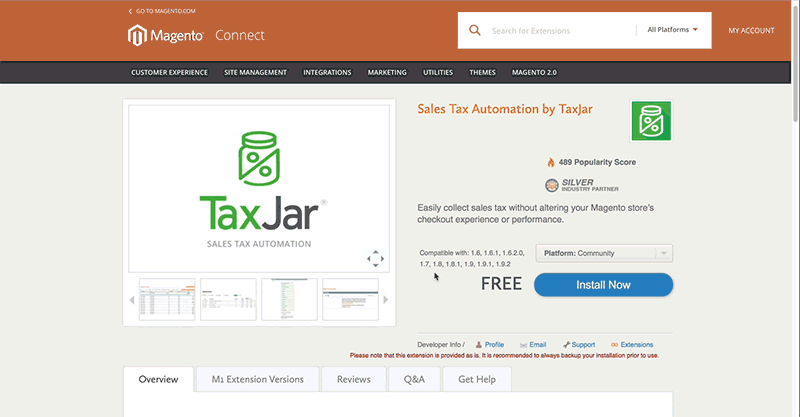 GO TO MAGENTO.COM
Magento® Connect
Search for Extensions
All Platforms
MY ACCOUNT
CUSTOMER EXPERIENCE SITE MANAGEMENT INTEGRATIONS MARKETING UTILITIES THEMES MAGENTO 2.0
TaxJar®
SALES TAX AUTOMATION
Sales Tax Automation by TaxJar
489 Popularity Score
SILVER
INDUSTRY PARTNER
Easily collect sales tax without altering your Magento store's
checkout experience or performance.
Compatible with: 1.6, 1.6.1, 1.6.2.0,
1.7, 1.8, 1.8.1, 1.9, 1.9.1, 1.9.2
Platform: Community
FREE
Install Now
Developer Info / Profile Email Support Extensions
Please note that this extension is provided as is. It is recommended to always backup your installation prior to use.
Overview M1 Extension Versions Reviews Q&A Get Help